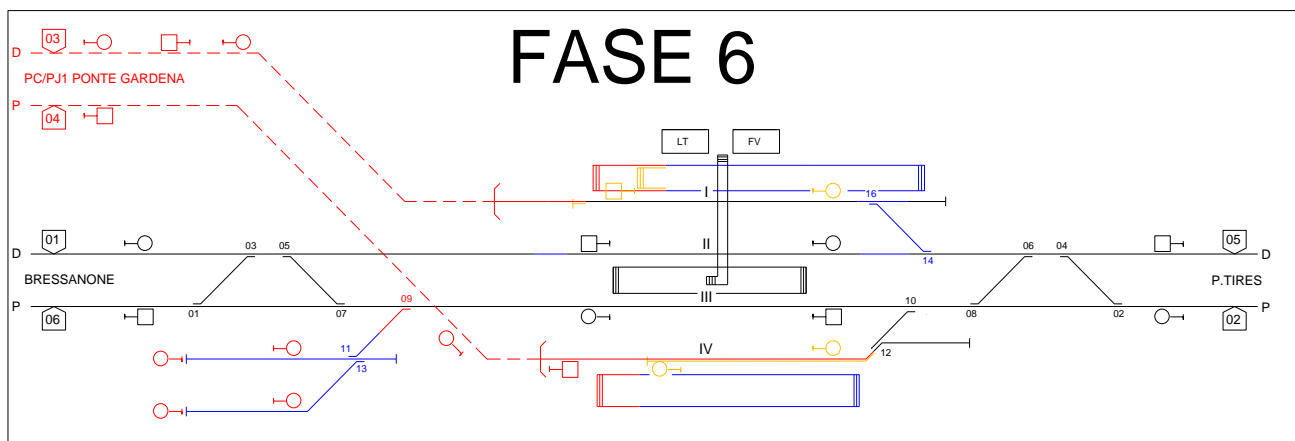 FASE 6
03
D
PC/PJ1 PONTE GARDENA
P
04
LT FV
I
16
01
D
03 05
II
06 04
05
D
14
BRESSANONE
P.TIRES
III
09
10
P
06
01
07
08
02
02
P
11
13
IV
12